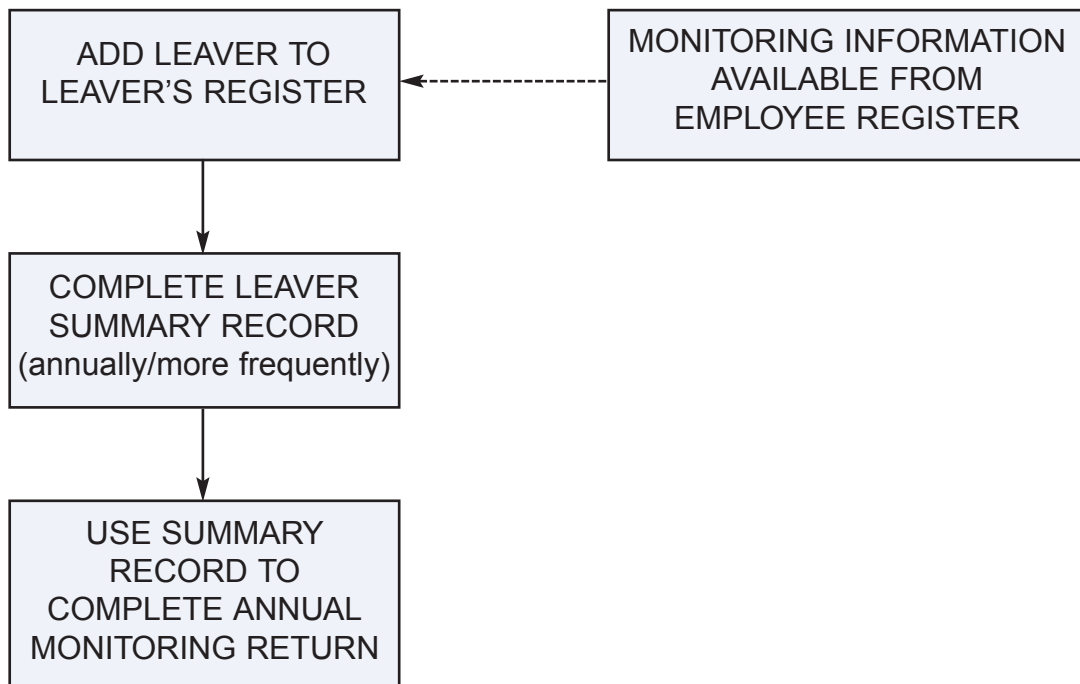 ADD LEAVER TO
LEAVER’S REGISTER
MONITORING INFORMATION
AVAILABLE FROM
EMPLOYEE REGISTER
COMPLETE LEAVER
SUMMARY RECORD
(annually/more frequently)
USE SUMMARY
RECORD TO
COMPLETE ANNUAL
MONITORING RETURN